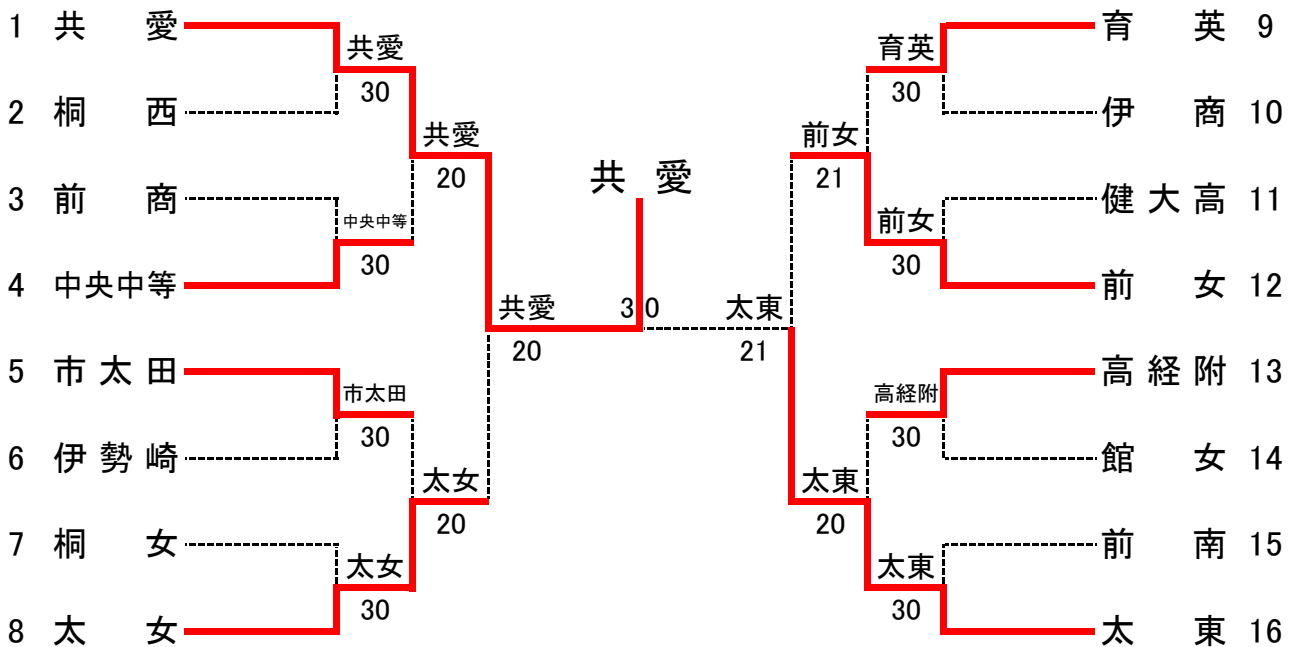 1 共愛
共愛
30
2 桐西
共愛
20
3 前商
中央中等
30
4 中央中等
共愛
20
5 市太田
市太田
30
6 伊勢崎
太女
20
7 桐女
太女
30
8 太女
共愛
30
育英 9
育英
30
伊商 10
前女
21
健大高 11
前女
30
前女 12
太東
21
高経附 13
高経附
30
館女 14
太東
20
前南 15
太東
30
太東 16